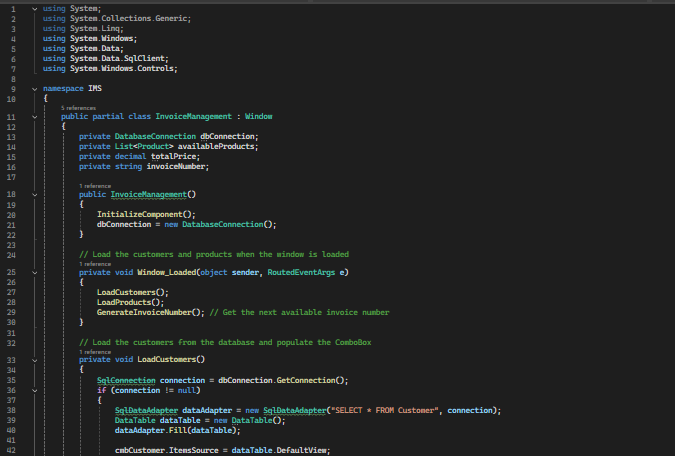 1 using System;
2 using System.Collections.Generic;
3 using System.Linq;
4 using System.Windows;
5 using System.Data;
6 using System.Data.SqlClient;
7 using System.Windows.Controls;
8
9 namespace IMS
10 {
5 references
11 public partial class InvoiceManagement : Window
12 {
13 private DatabaseConnection dbConnection;
14 private List<Product> availableProducts;
15 private decimal totalPrice;
16 private string invoiceNumber;
17
1 reference
18 public InvoiceManagement()
19 {
20 InitializeComponent();
21 dbConnection = new DatabaseConnection();
22 }
23
24 // Load the customers and products when the window is loaded
1 reference
25 private void Window_Loaded(object sender, RoutedEventArgs e)
26 {
27 LoadCustomers();
28 LoadProducts();
29 GenerateInvoiceNumber(); // Get the next available invoice number
30 }
31
32 // Load the customers from the database and populate the ComboBox
1 reference
33 private void LoadCustomers()
34 {
35 SqlConnection connection = dbConnection.GetConnection();
36 if (connection != null)
37 {
38 SqlDataAdapter dataAdapter = new SqlDataAdapter("SELECT * FROM Customer", connection);
39 DataTable dataTable = new DataTable();
40 dataAdapter.Fill(dataTable);
41
42 cmbCustomer.ItemsSource = dataTable.DefaultView;